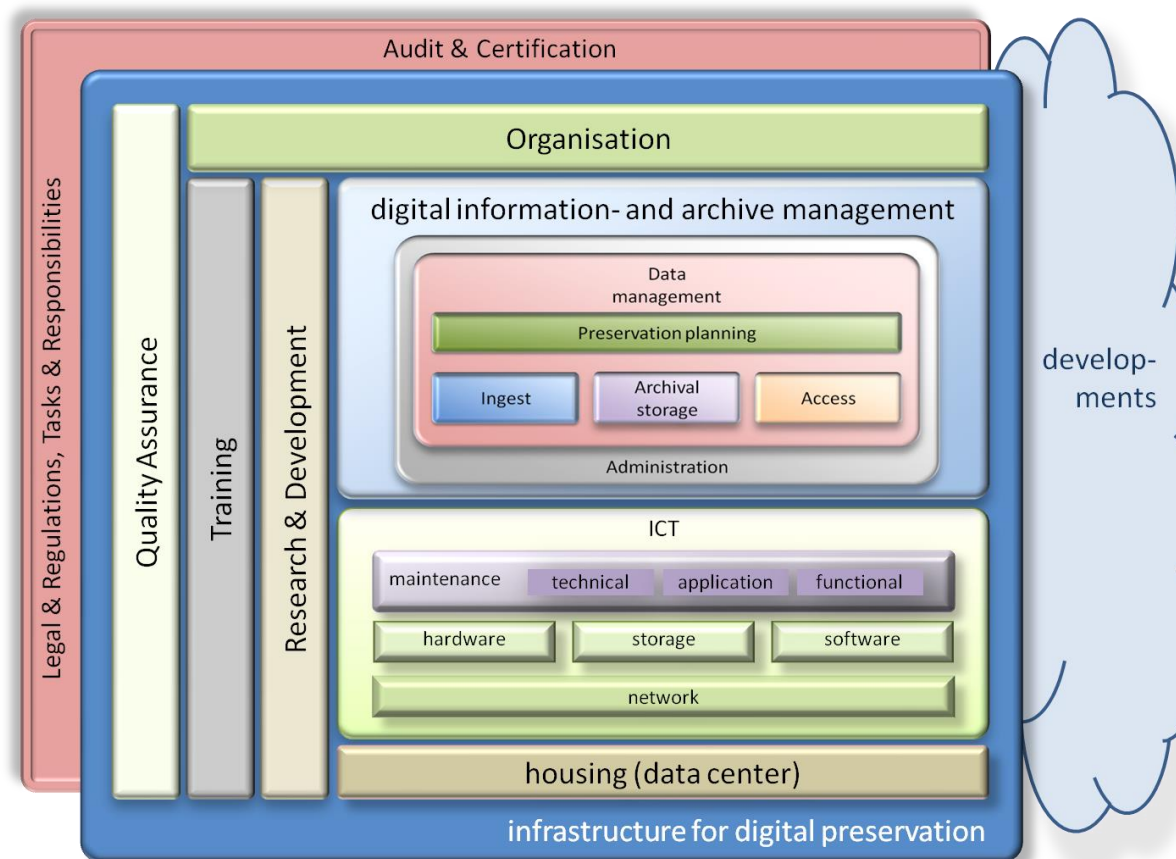 Audit & Certification
Legal & Regulations, Tasks & Responsibilities
Quality Assurance
Organisation
Training
Research & Development
digital information- and archive management
Data
management
Preservation planning
Ingest
Archival
storage
Access
Administration
ICT
maintenance
technical
application
functional
hardware
storage
software
network
housing (data center)
infrastructure for digital preservation
develop-
ments